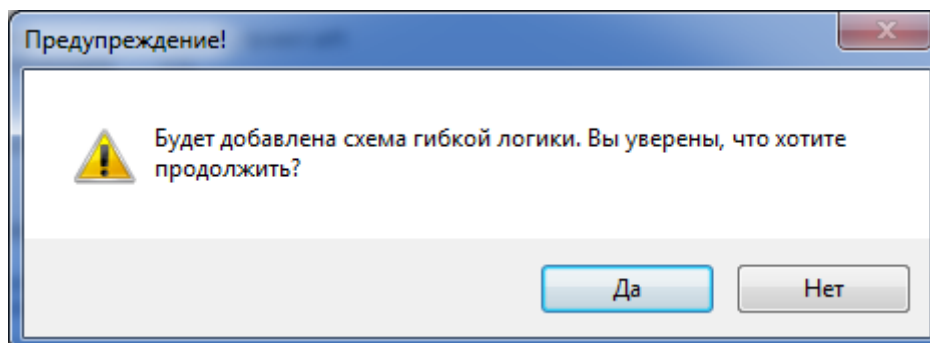 Предупреждение!
Будет добавлена схема гибкой логики. Вы уверены, что хотите
продолжить?
Да
Нет